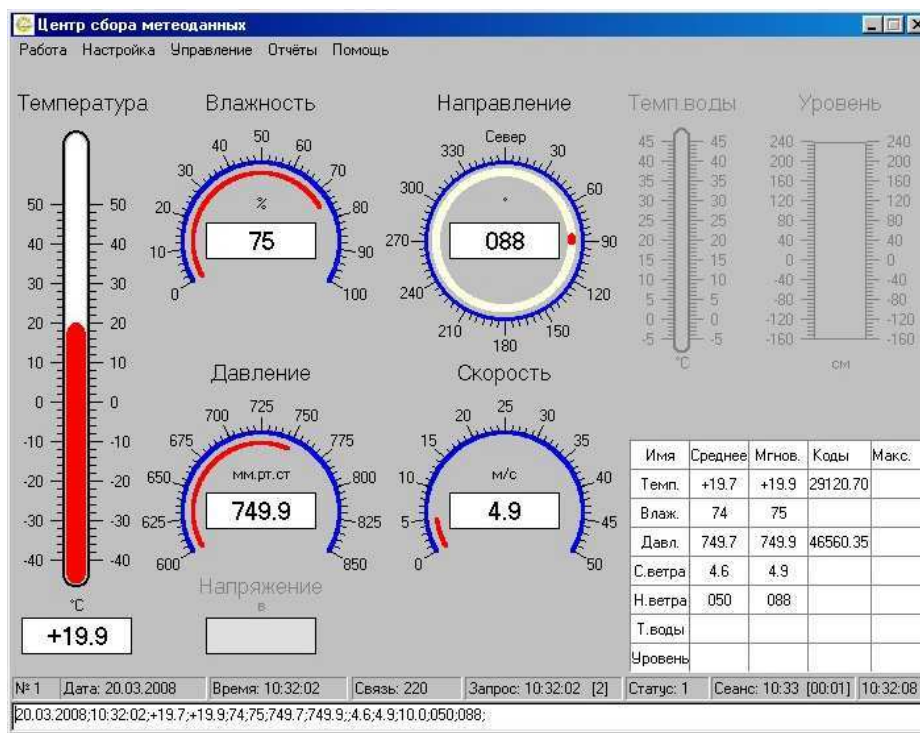 Центр сбора метеоданных
Работа Настройка Управление Отчёты Помощь
Температура
50 50
40 40
30 30
20 20
10 10
0 0
-10 -10
-20 -20
-30 -30
-40 -40
°C
+19.9
Влажность
0 10 20 30 40 50 60 70 80 90 100
%
75
Направление
Север 30 60 90 120 150 180 210 240 270 300 330
°
088
Темп.воды
45 45
40 40
35 35
30 30
25 25
20 20
15 15
10 10
5 5
0 0
-5 -5
°C
Уровень
240 240
200 200
160 160
120 120
80 80
40 40
0 0
-40 -40
-80 -80
-120 -120
-160 -160
см
Давление
600 625 650 675 700 725 750 775 800 825 850
мм.рт.ст
749.9
Скорость
0 5 10 15 20 25 30 35 40 45 50
м/с
4.9
Напряжение
в
Имя Среднее Мгнов. Коды Макс.
Темп. +19.7 +19.9 29120.70
Влаж. 74 75
Давл. 749.7 749.9 46560.35
С.ветра 4.6 4.9
Н.ветра 050 088
Т.воды
Уровень
№ 1 Дата: 20.03.2008 Время: 10:32:02 Связь: 220 Запрос: 10:32:02 [2] Статус: 1 Сеанс: 10:33 [00:01] 10:32:08
20.03.2008;10:32:02;+19.7;+19.9;74;75;749.7;749.9;;4.6;4.9;10.0;050;088;